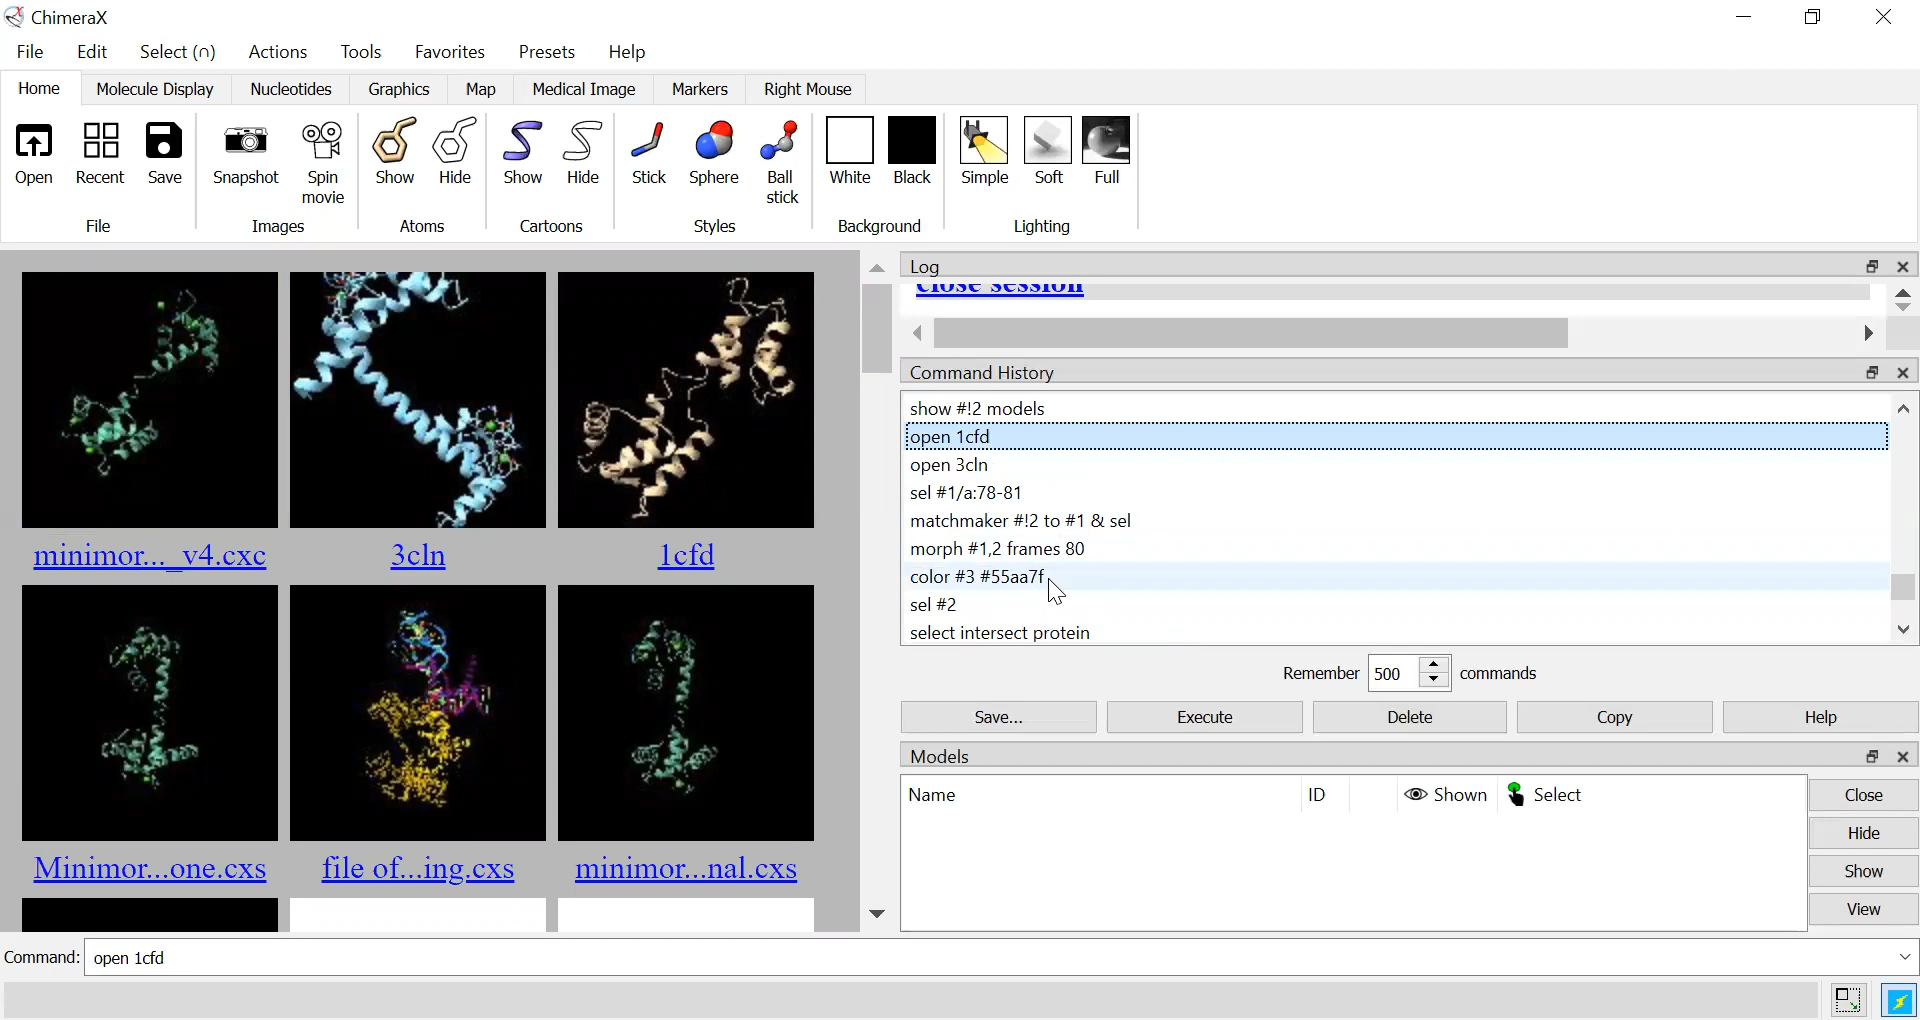 ChimeraX
File Edit Select (∩) Actions Tools Favorites Presets Help
Home Molecule Display Nucleotides Graphics Map Medical Image Markers Right Mouse
Open Recent Save Snapshot Spin movie Show Hide Show Hide Stick Sphere Ball stick White Black Simple Soft Full
File Images Atoms Cartoons Styles Background Lighting
minimor..._v4.cxc 3cln 1cfd
Minimor...one.cxs file of...ing.cxs minimor...nal.cxs
Log
close session
Command History
show #!2 models
open 1cfd
open 3cln
sel #1/a:78-81
matchmaker #!2 to #1 & sel
morph #1,2 frames 80
color #3 #55aa7f
sel #2
select intersect protein
Remember 500 commands
Save... Execute Delete Copy Help
Models
Name ID Shown Select
Close
Hide
Show
View
Command: open 1cfd